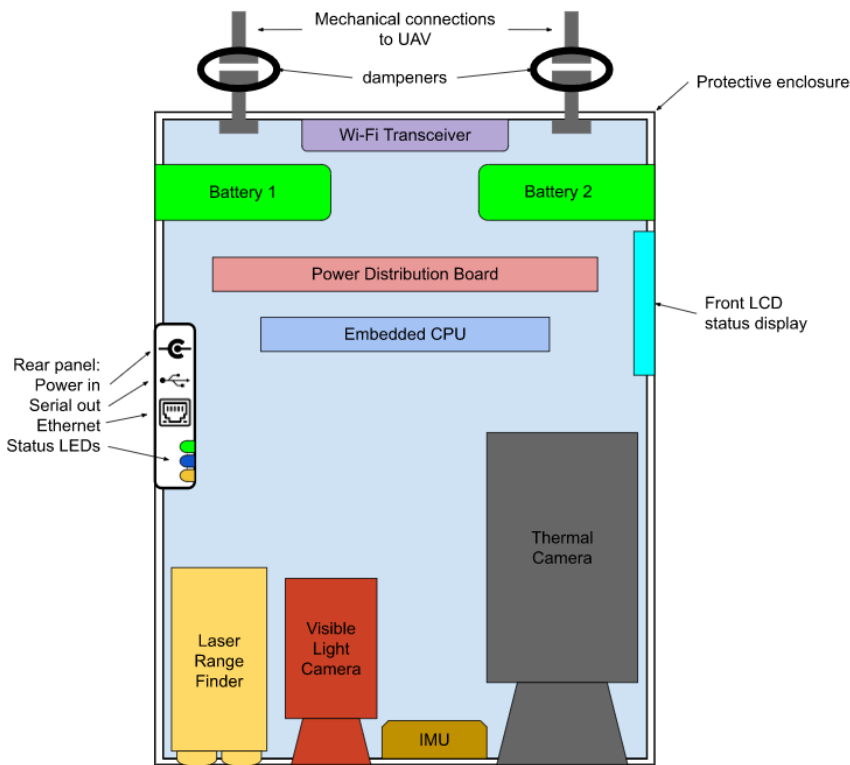 Mechanical connections
to UAV
dampeners
Protective enclosure
Wi-Fi Transceiver
Battery 1
Battery 2
Power Distribution Board
Front LCD
status display
Embedded CPU
Rear panel:
Power in
Serial out
Ethernet
Status LEDs
Thermal
Camera
Laser
Range
Finder
Visible
Light
Camera
IMU